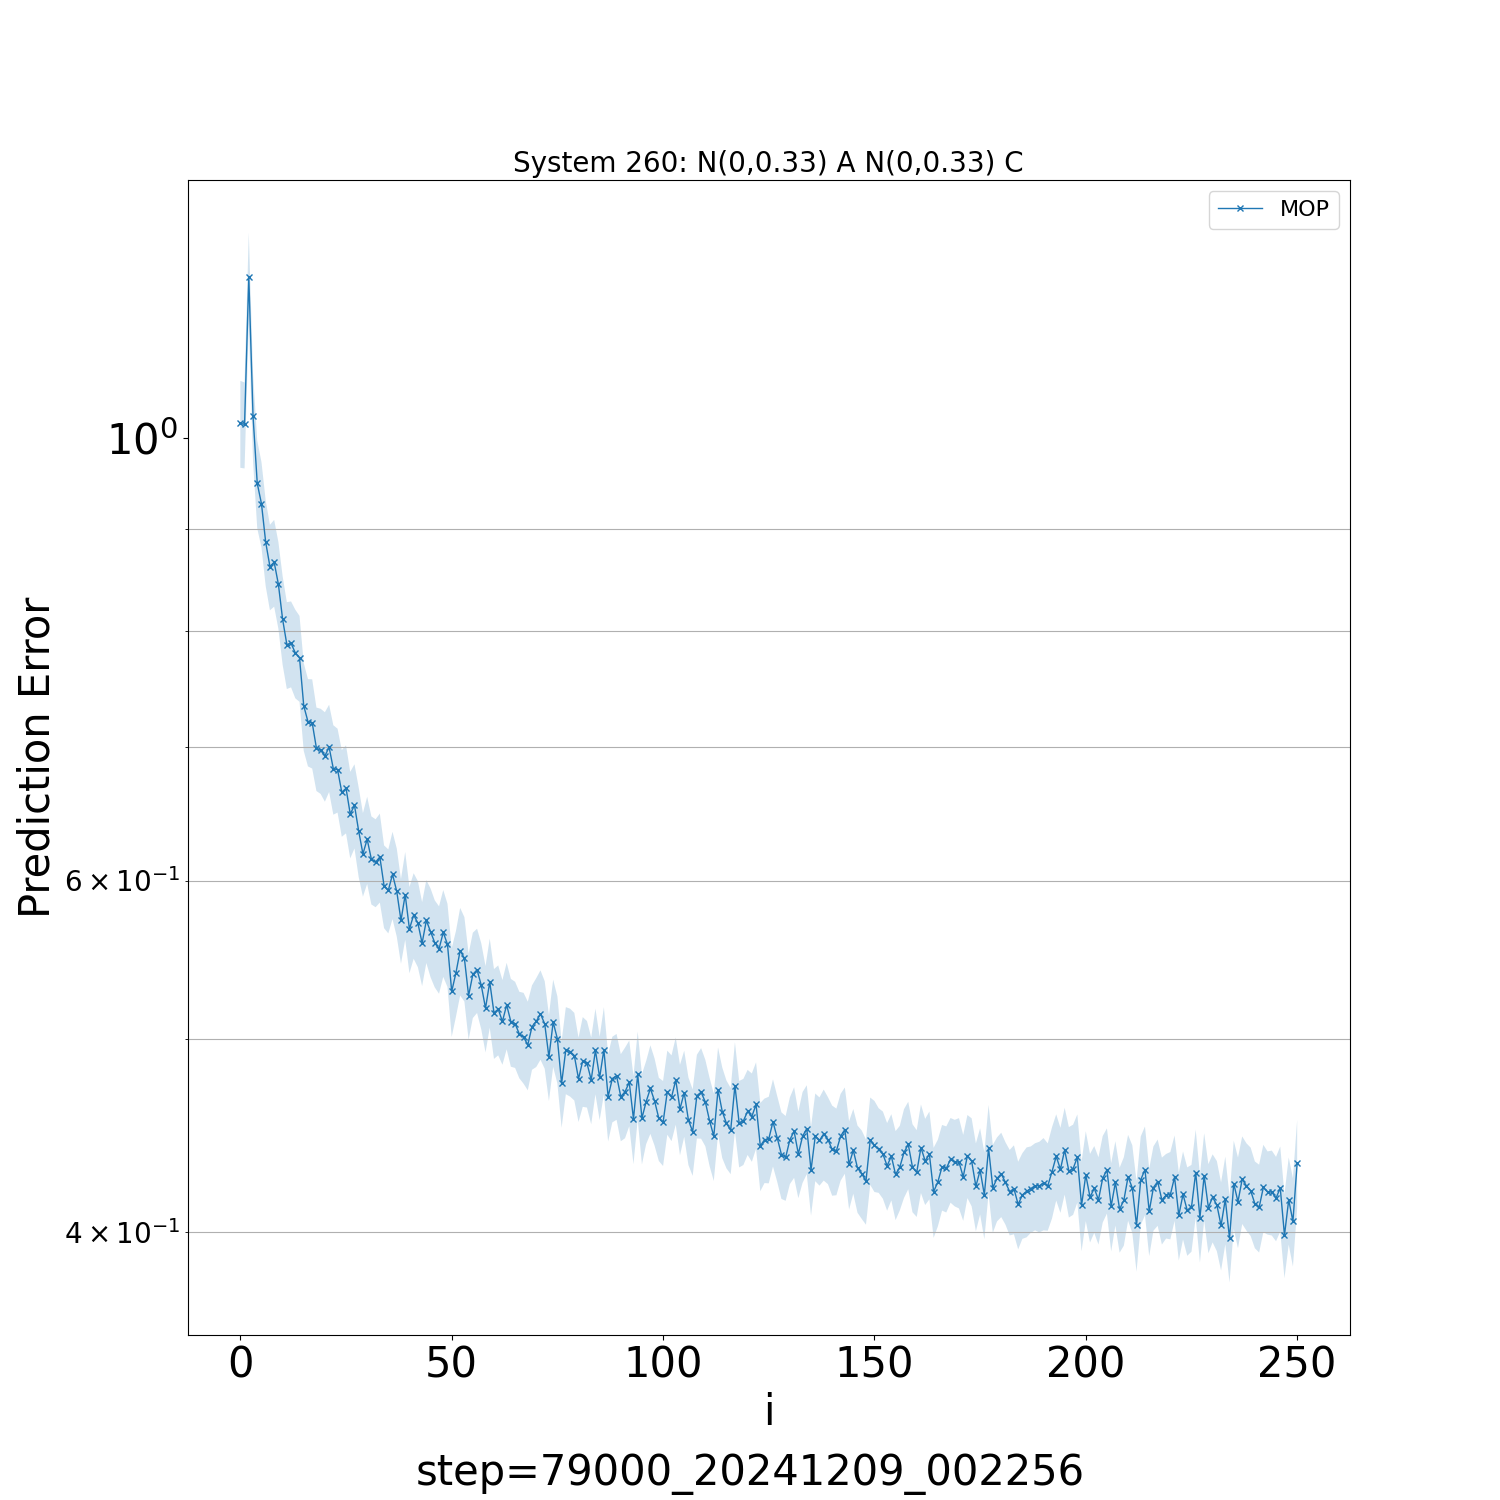 System 260: N(0,0.33) A N(0,0.33) C
MOP
Prediction Error
10⁰
6 × 10⁻¹
4 × 10⁻¹
0 50 100 150 200 250
i
step=79000_20241209_002256